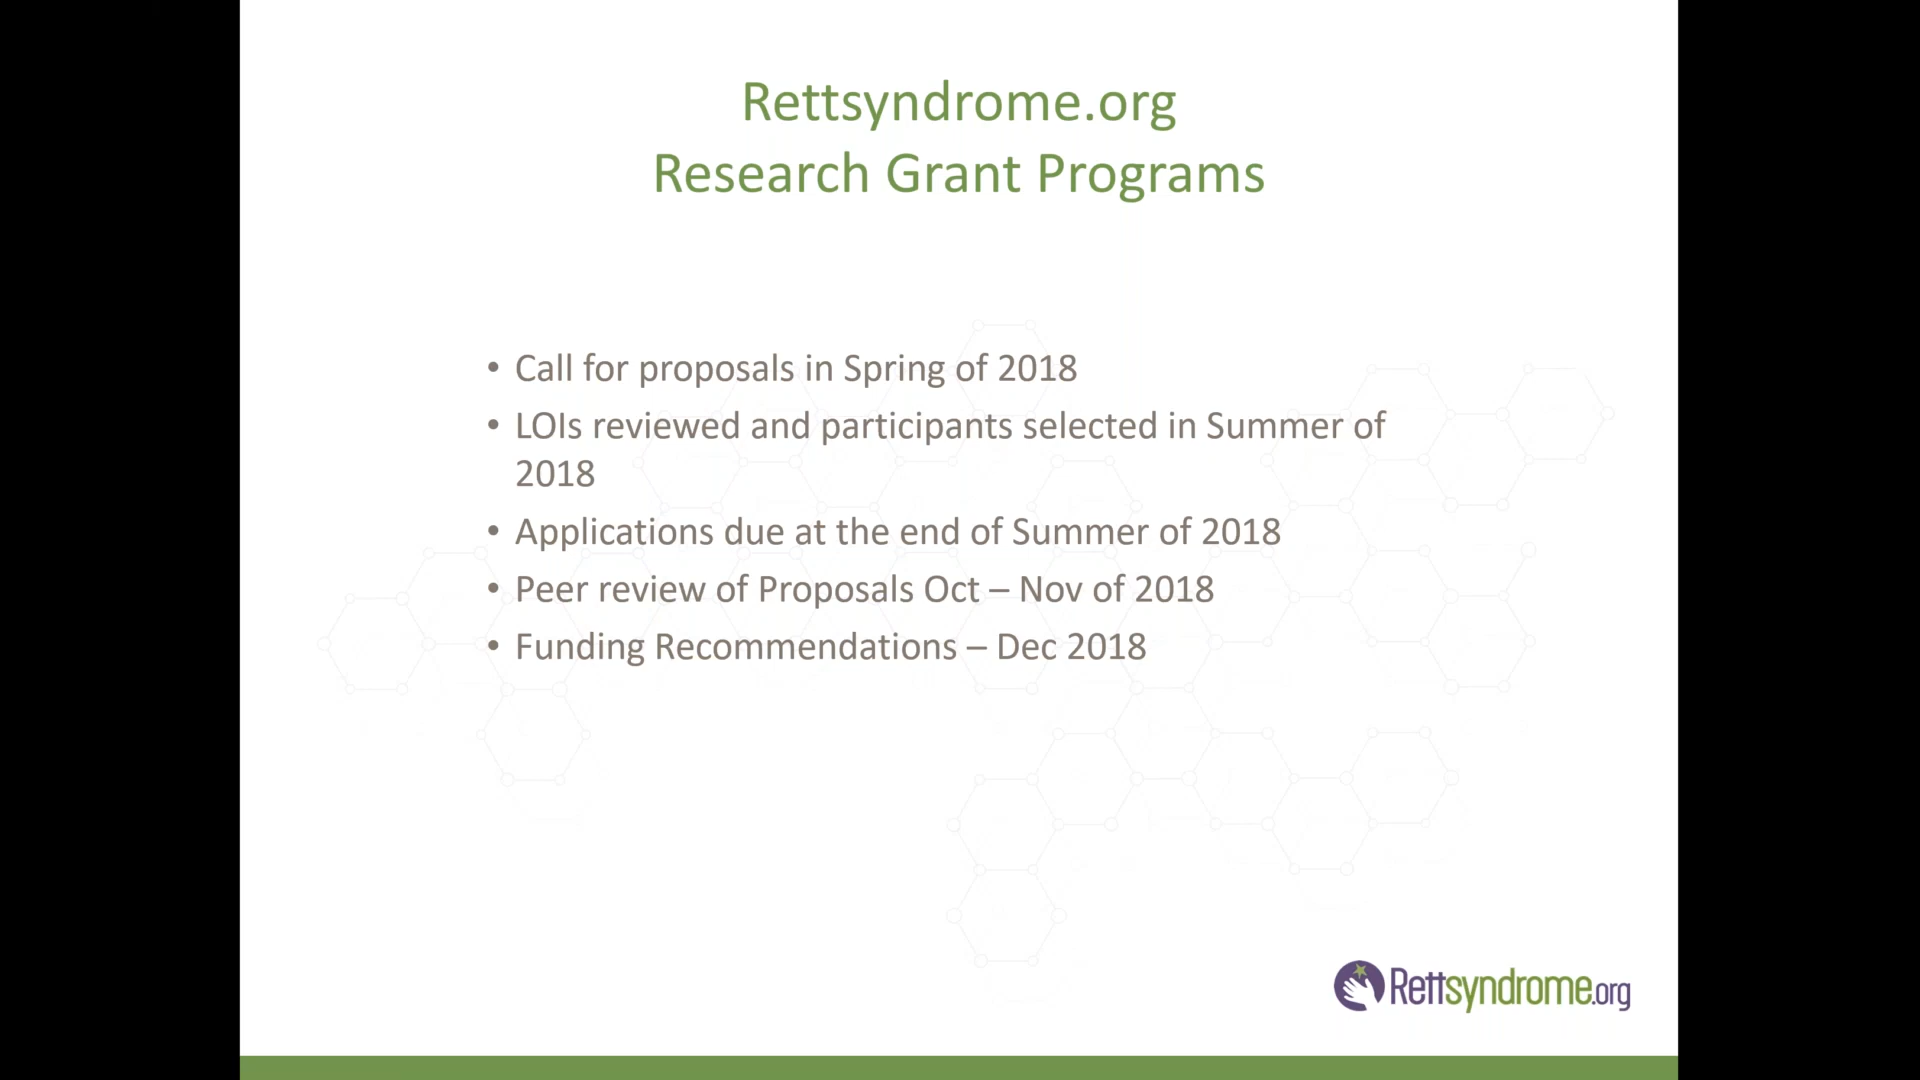 Rettsyndrome.org
Research Grant Programs
• Call for proposals in Spring of 2018
• LOIs reviewed and participants selected in Summer of
2018
• Applications due at the end of Summer of 2018
• Peer review of Proposals Oct – Nov of 2018
• Funding Recommendations – Dec 2018
Rettsyndrome.org